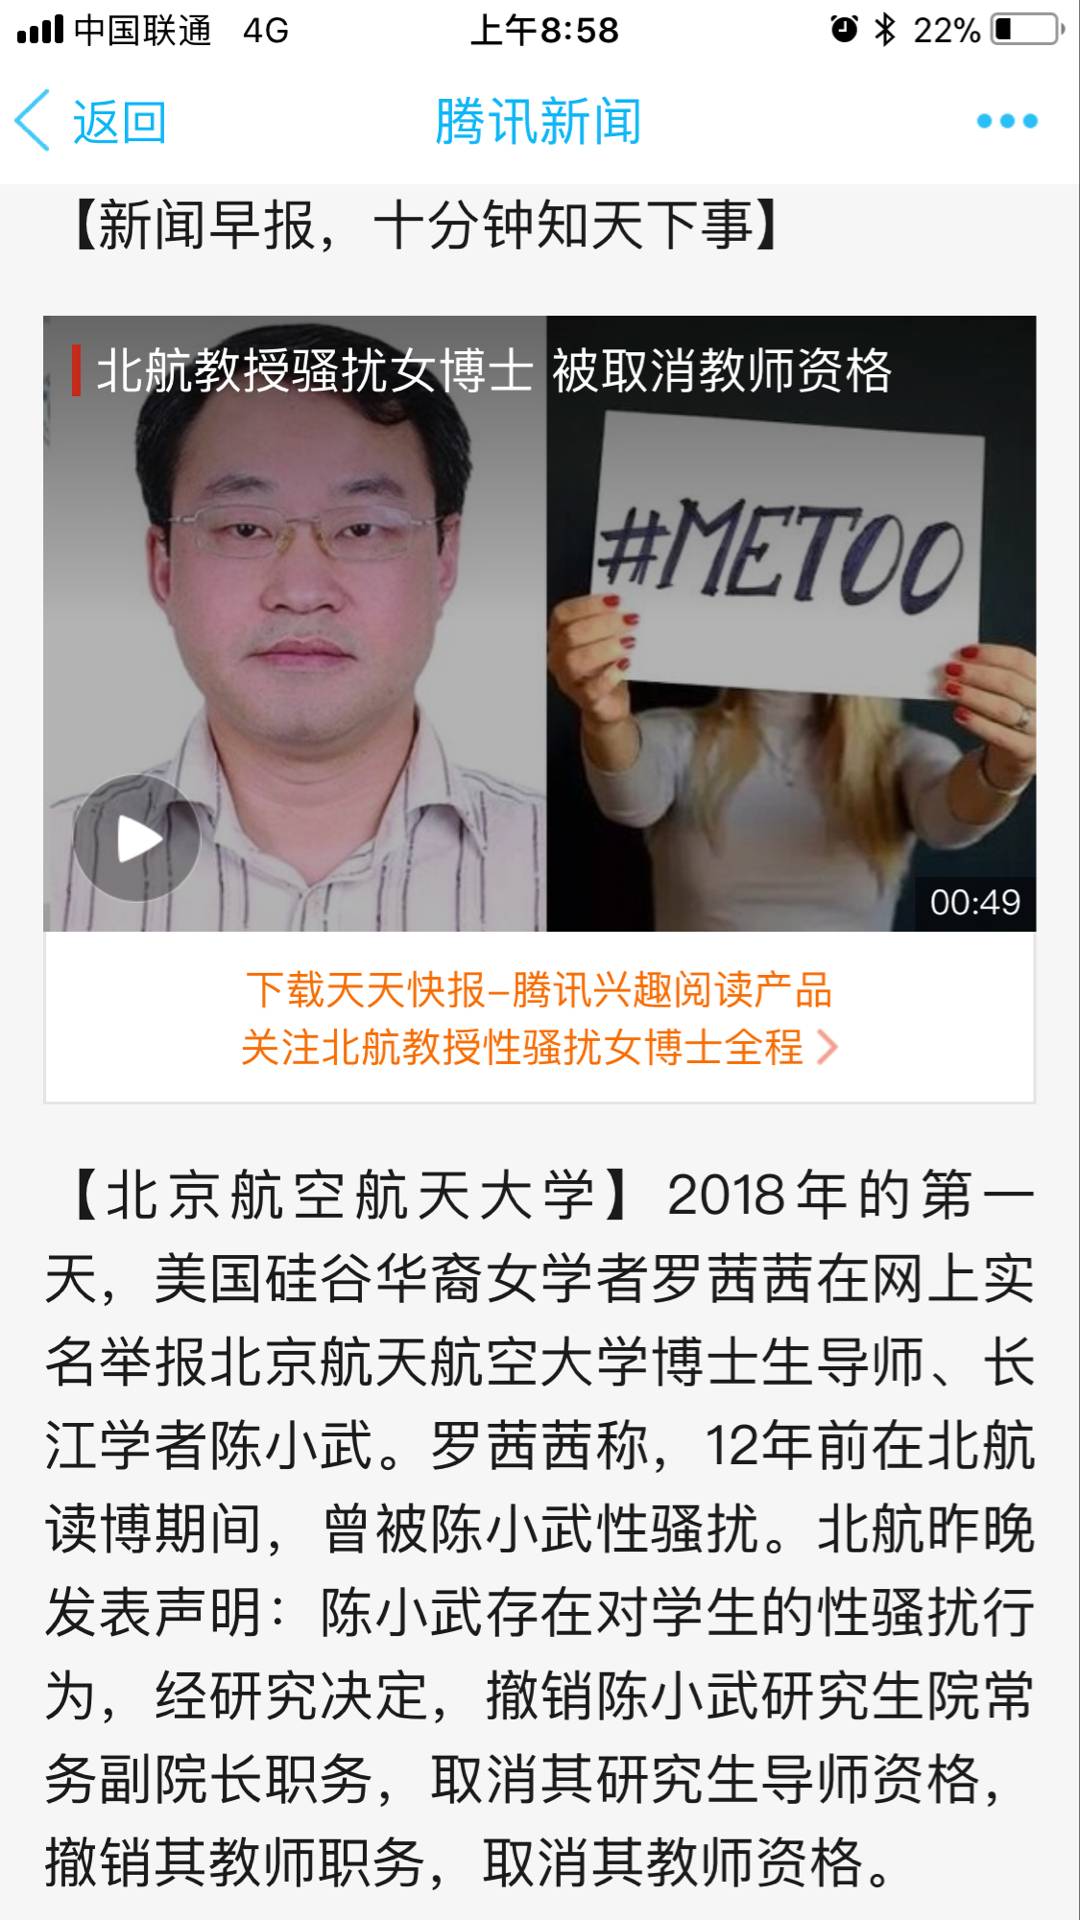 中国联通 4G 上午8:58 22%
返回 腾讯新闻
【新闻早报，十分钟知天下事】
北航教授骚扰女博士 被取消教师资格
#METOO
00:49
下载天天快报-腾讯兴趣阅读产品
关注北航教授性骚扰女博士全程
【北京航空航天大学】2018年的第一
天，美国硅谷华裔女学者罗茜茜在网上实
名举报北京航天航空大学博士生导师、长
江学者陈小武。罗茜茜称，12年前在北航
读博期间，曾被陈小武性骚扰。北航昨晚
发表声明：陈小武存在对学生的性骚扰行
为，经研究决定，撤销陈小武研究生院常
务副院长职务，取消其研究生导师资格，
撤销其教师职务，取消其教师资格。